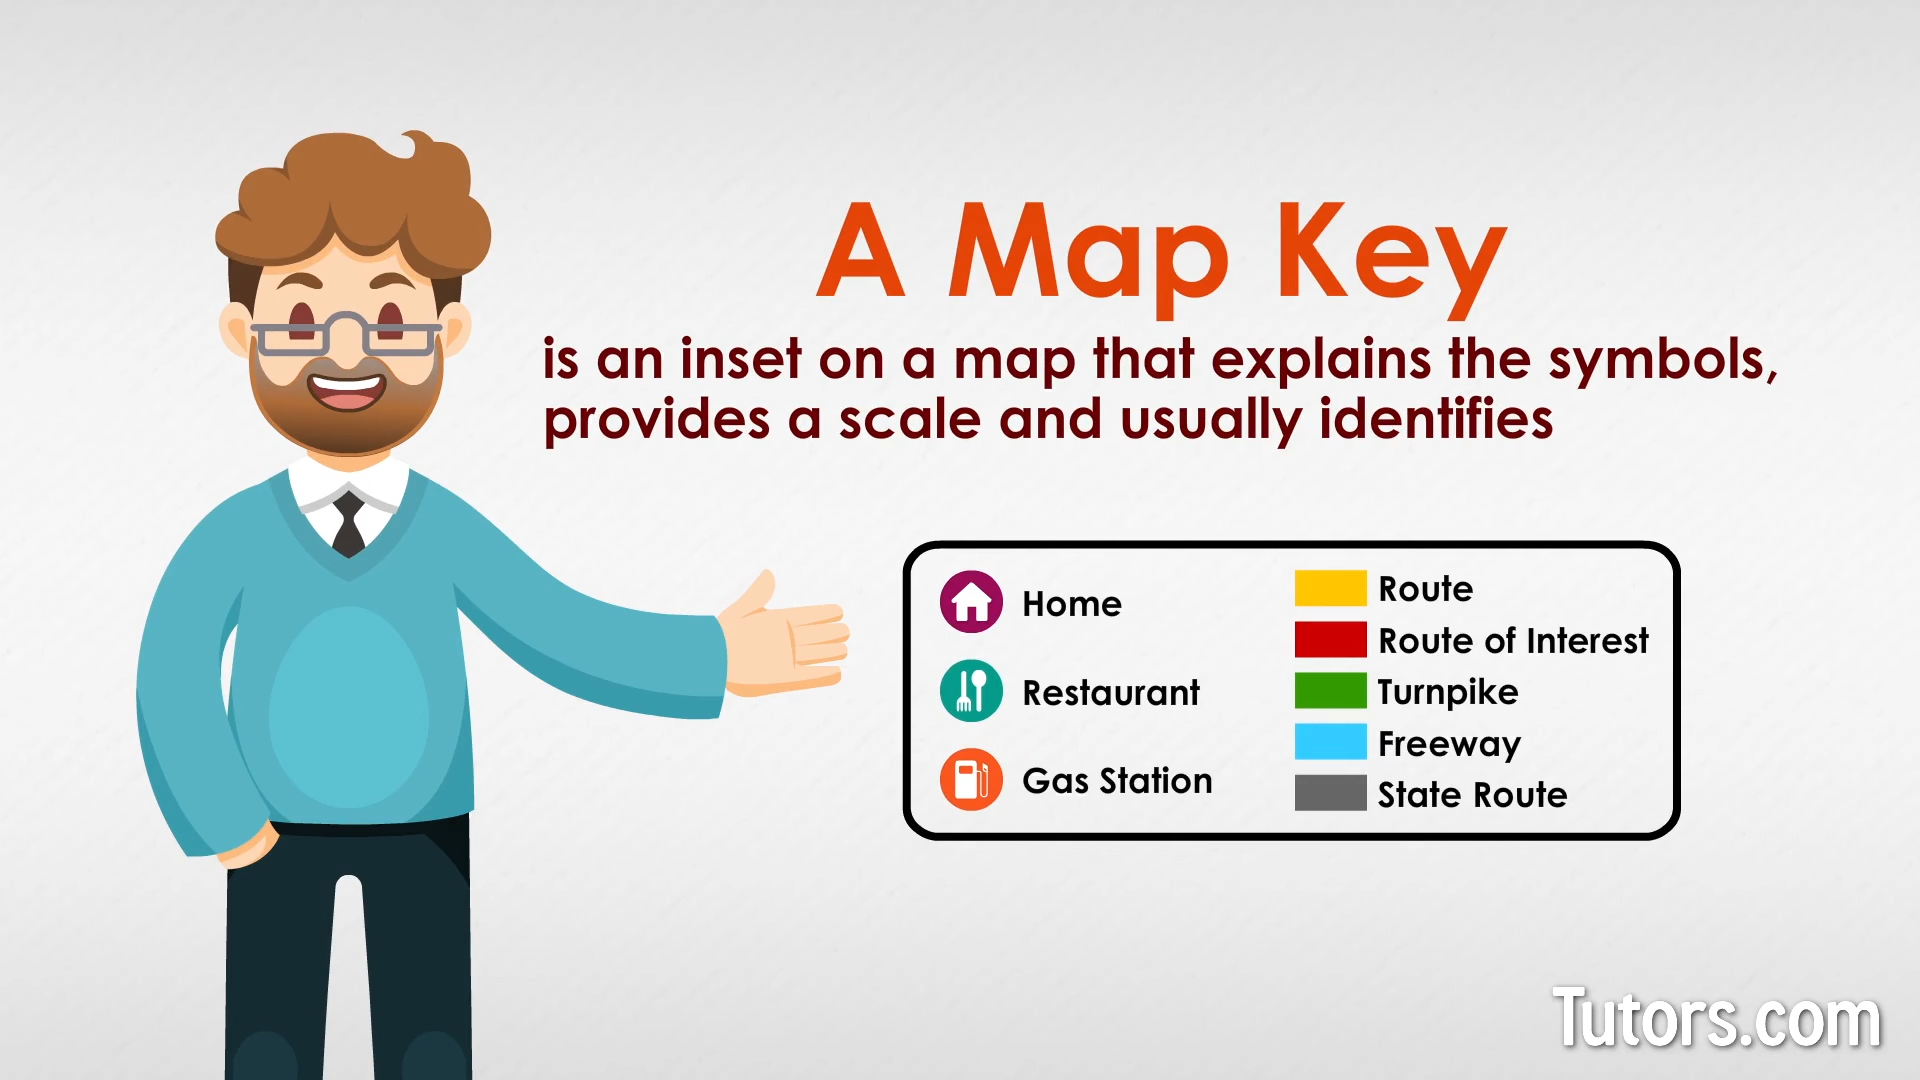 A Map Key
is an inset on a map that explains the symbols,
provides a scale and usually identifies
Home
Restaurant
Gas Station
Route
Route of Interest
Turnpike
Freeway
State Route
Tutors.com